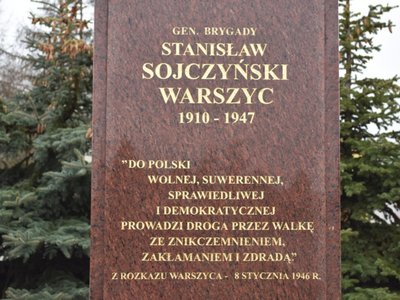 GEN. BRYGADY
STANISŁAW
SOJCZYŃSKI
WARSZYC
1910 - 1947
"DO POLSKI
WOLNEJ, SUWERENNEJ,
SPRAWIEDLIWEJ
I DEMOKRATYCZNEJ
PROWADZI DROGA PRZEZ WALKĘ
ZE ZNIKCZEMNIENIEM,
ZAKŁAMANIEM I ZDRADĄ"
Z ROZKAZU WARSZYCA - 8 STYCZNIA 1946 R.